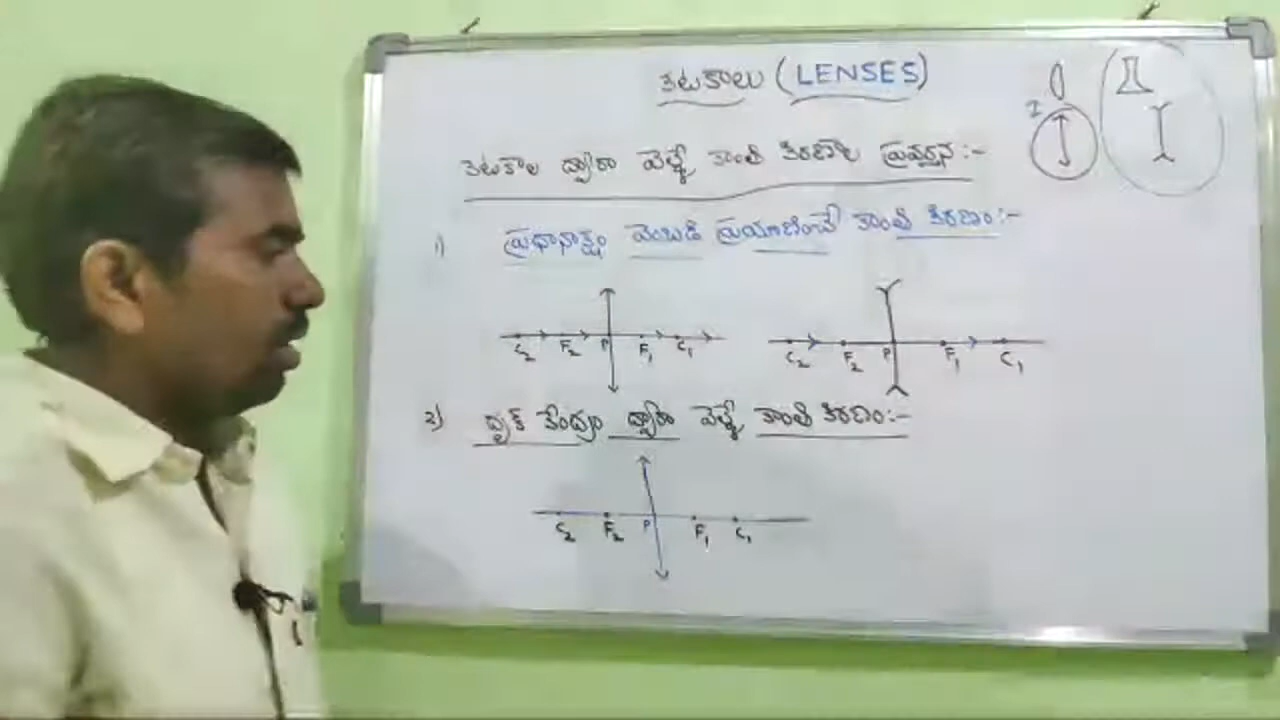 కటకాలు (LENSES)
కటకాల ద్వారా వెళ్ళే కాంతి కిరణాల ప్రవర్తన :-
1) ప్రధానాక్షం వెంబడి ప్రయాణించే కాంతి కిరణం :-
C2 F2 P F1 C1
C2 F2 P F1 C1
2) దృక్ కేంద్రం ద్వారా వెళ్ళే కాంతి కిరణం :-
C2 F2 P F1 C1